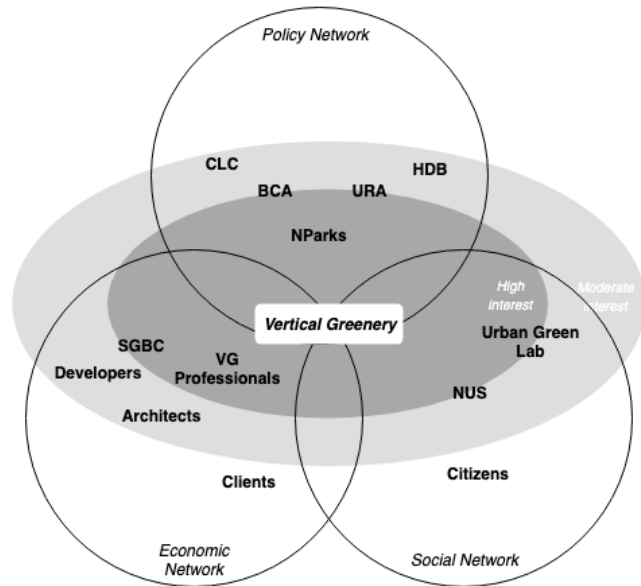 Policy Network
CLC
HDB
BCA
URA
NParks
High
interest
Moderate
interest
Vertical Greenery
Urban Green
Lab
SGBC
VG
Professionals
Developers
NUS
Architects
Clients
Citizens
Economic
Network
Social Network